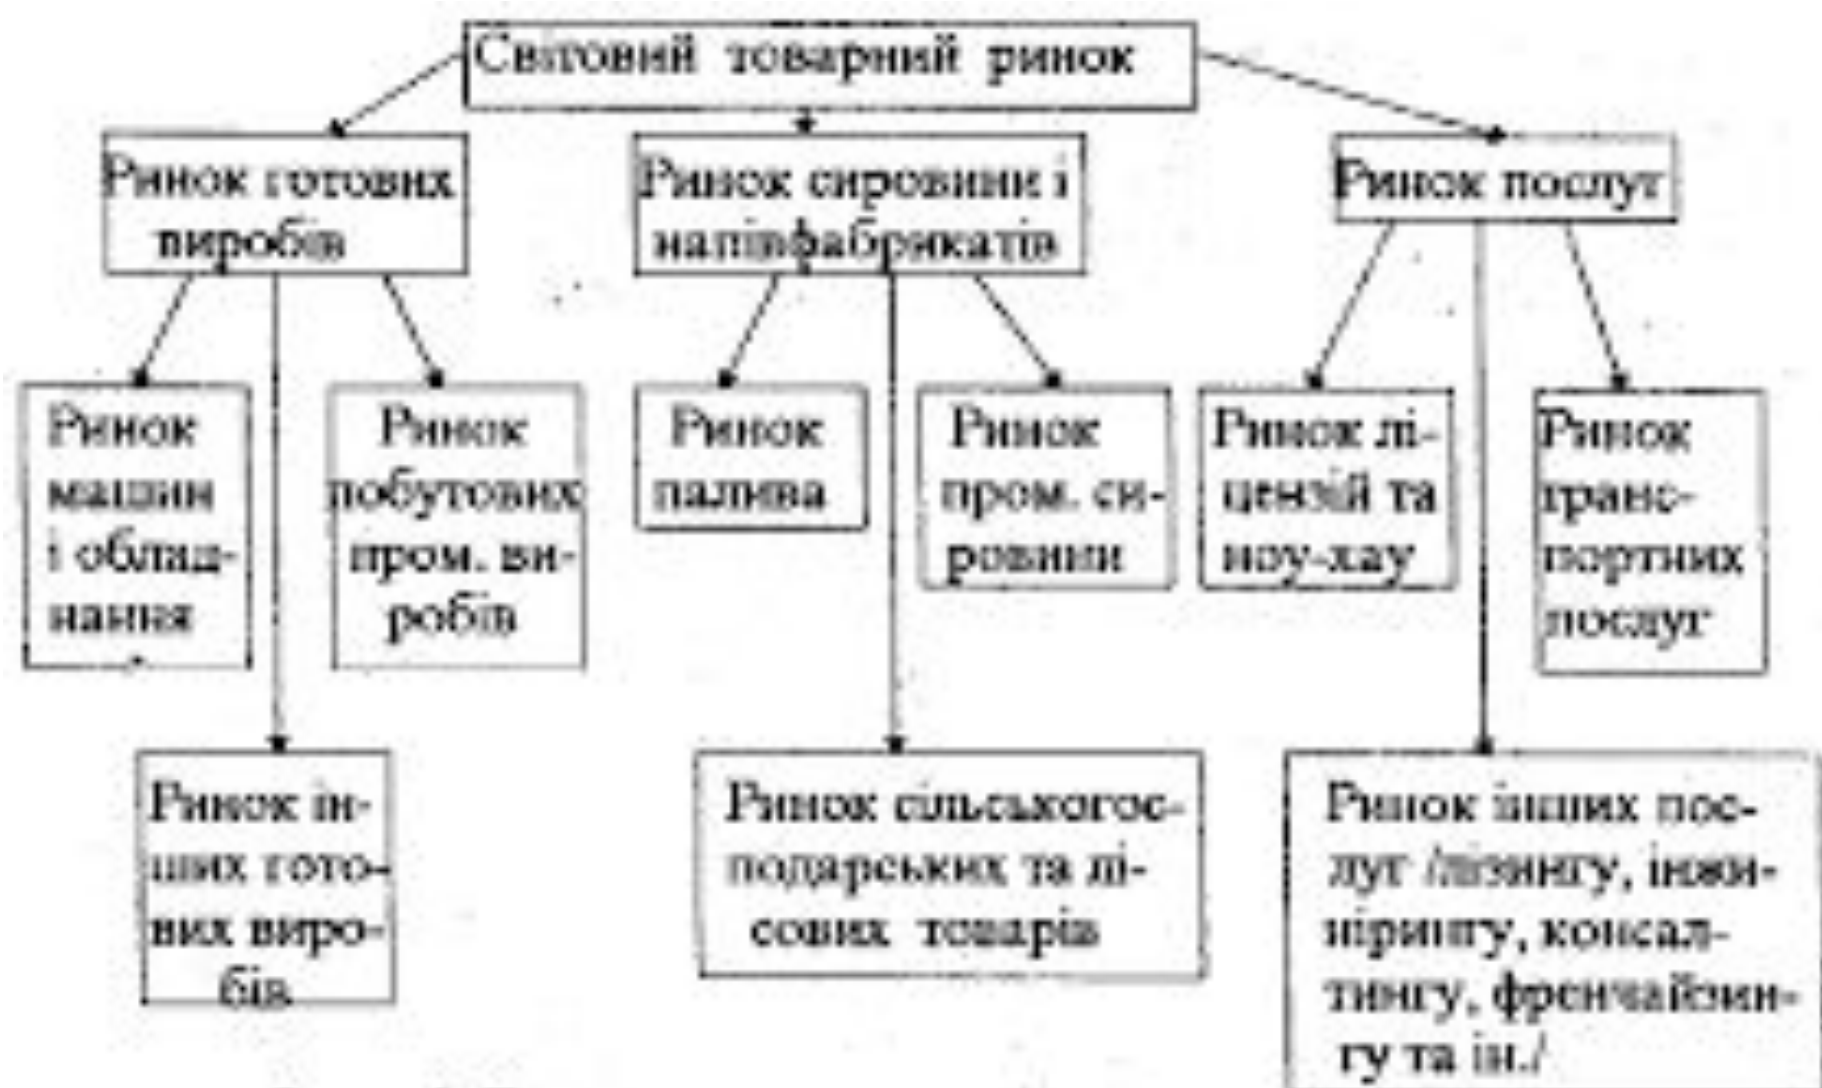 Світовий товарний ринок
Ринок готових
виробів
Ринок сировини і
напівфабрикатів
Ринок послуг
Ринок
машин
і облад-
нання
Ринок
побутових
пром. ви-
робів
Ринок
палива
Ринок
пром. си-
ровини
Ринок лі-
цензій та
ноу-хау
Ринок
транс-
портних
послуг
Ринок ін-
ших гото-
вих виро-
бів
Ринок сільськогос-
подарських та лі-
сових товарів
Ринок інших пос-
луг /лізингу, інжи-
нірингу, консал-
тингу, френчайзин-
гу та ін./